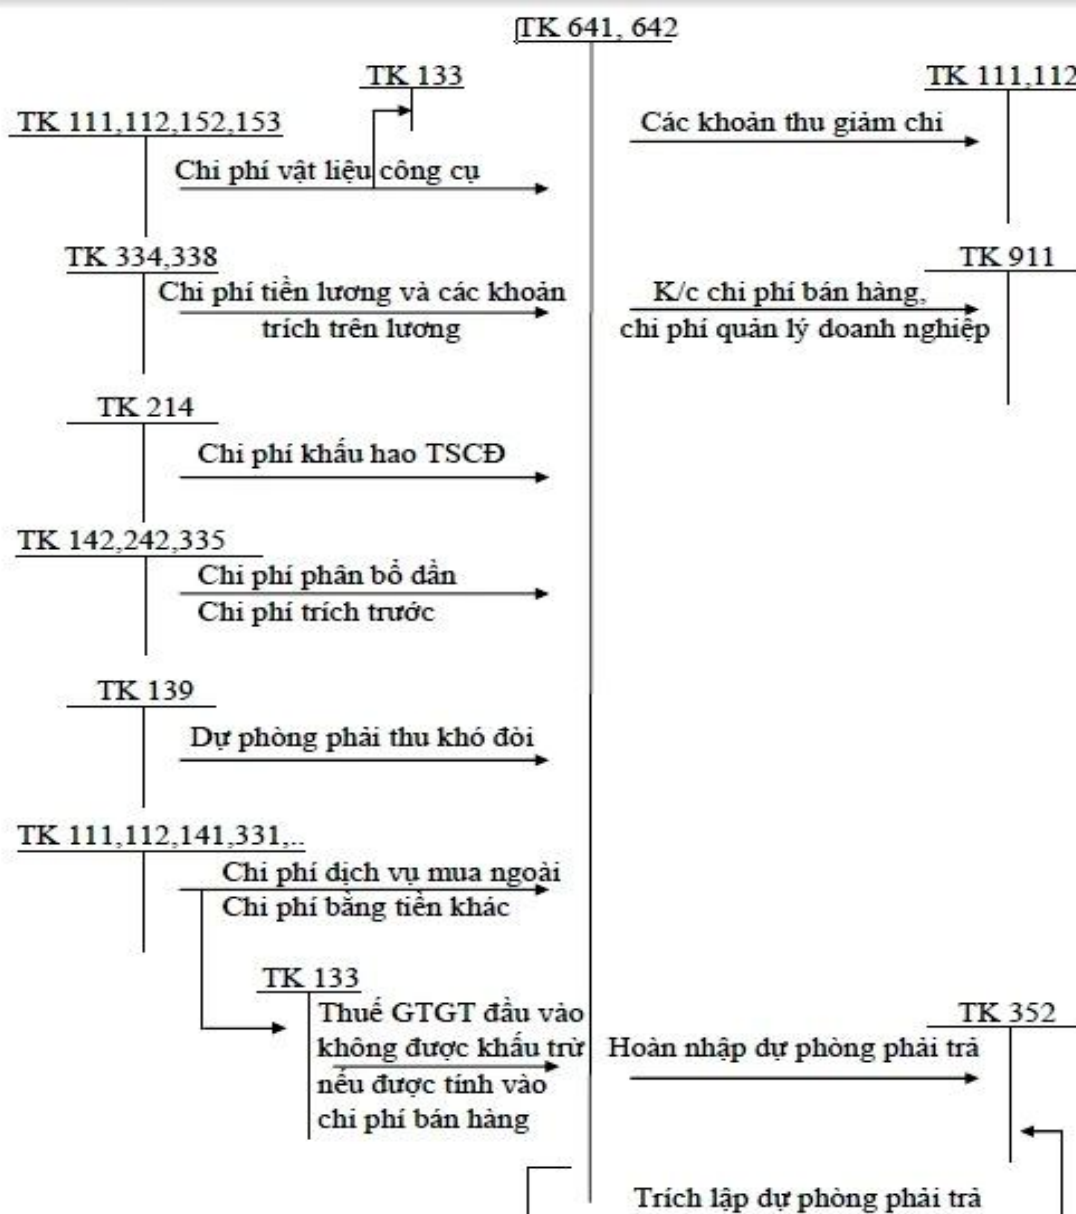 TK 641, 642
TK 133
TK 111,112
TK 111,112,152,153
Các khoản thu giảm chi
Chi phí vật liệu công cụ
TK 334,338
TK 911
Chi phí tiền lương và các khoản
trích trên lương
K/c chi phí bán hàng,
chi phí quản lý doanh nghiệp
TK 214
Chi phí khấu hao TSCĐ
TK 142,242,335
Chi phí phân bổ dần
Chi phí trích trước
TK 139
Dự phòng phải thu khó đòi
TK 111,112,141,331,..
Chi phí dịch vụ mua ngoài
Chi phí bằng tiền khác
TK 133
Thuế GTGT đầu vào
không được khấu trừ
nếu được tính vào
chi phí bán hàng
TK 352
Hoàn nhập dự phòng phải trả
Trích lập dự phòng phải trả